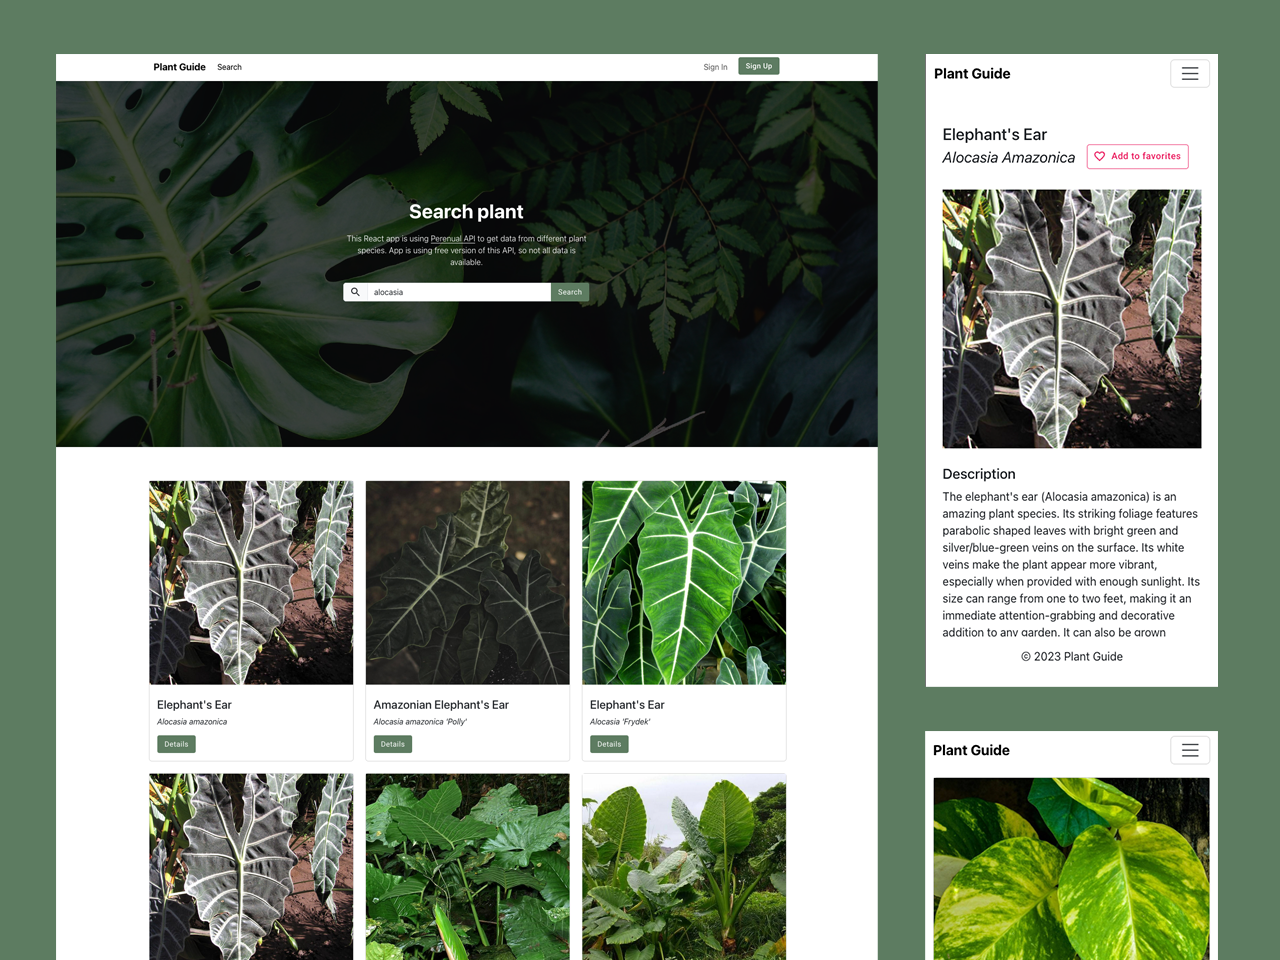 Plant Guide
Search
Sign In
Sign Up
Search plant
This React app is using Perenual API to get data from different plant
species. App is using free version of this API, so not all data is
available.
alocasia
Search
Elephant's Ear
Alocasia amazonica
Details
Amazonian Elephant's Ear
Alocasia amazonica 'Polly'
Details
Elephant's Ear
Alocasia 'Frydek'
Details
Plant Guide
Elephant's Ear
Alocasia Amazonica
Add to favorites
Description
The elephant's ear (Alocasia amazonica) is an
amazing plant species. Its striking foliage features
parabolic shaped leaves with bright green and
silver/blue-green veins on the surface. Its white
veins make the plant appear more vibrant,
especially when provided with enough sunlight. Its
size can range from one to two feet, making it an
immediate attention-grabbing and decorative
addition to any garden. It can also be grown
© 2023 Plant Guide
Plant Guide